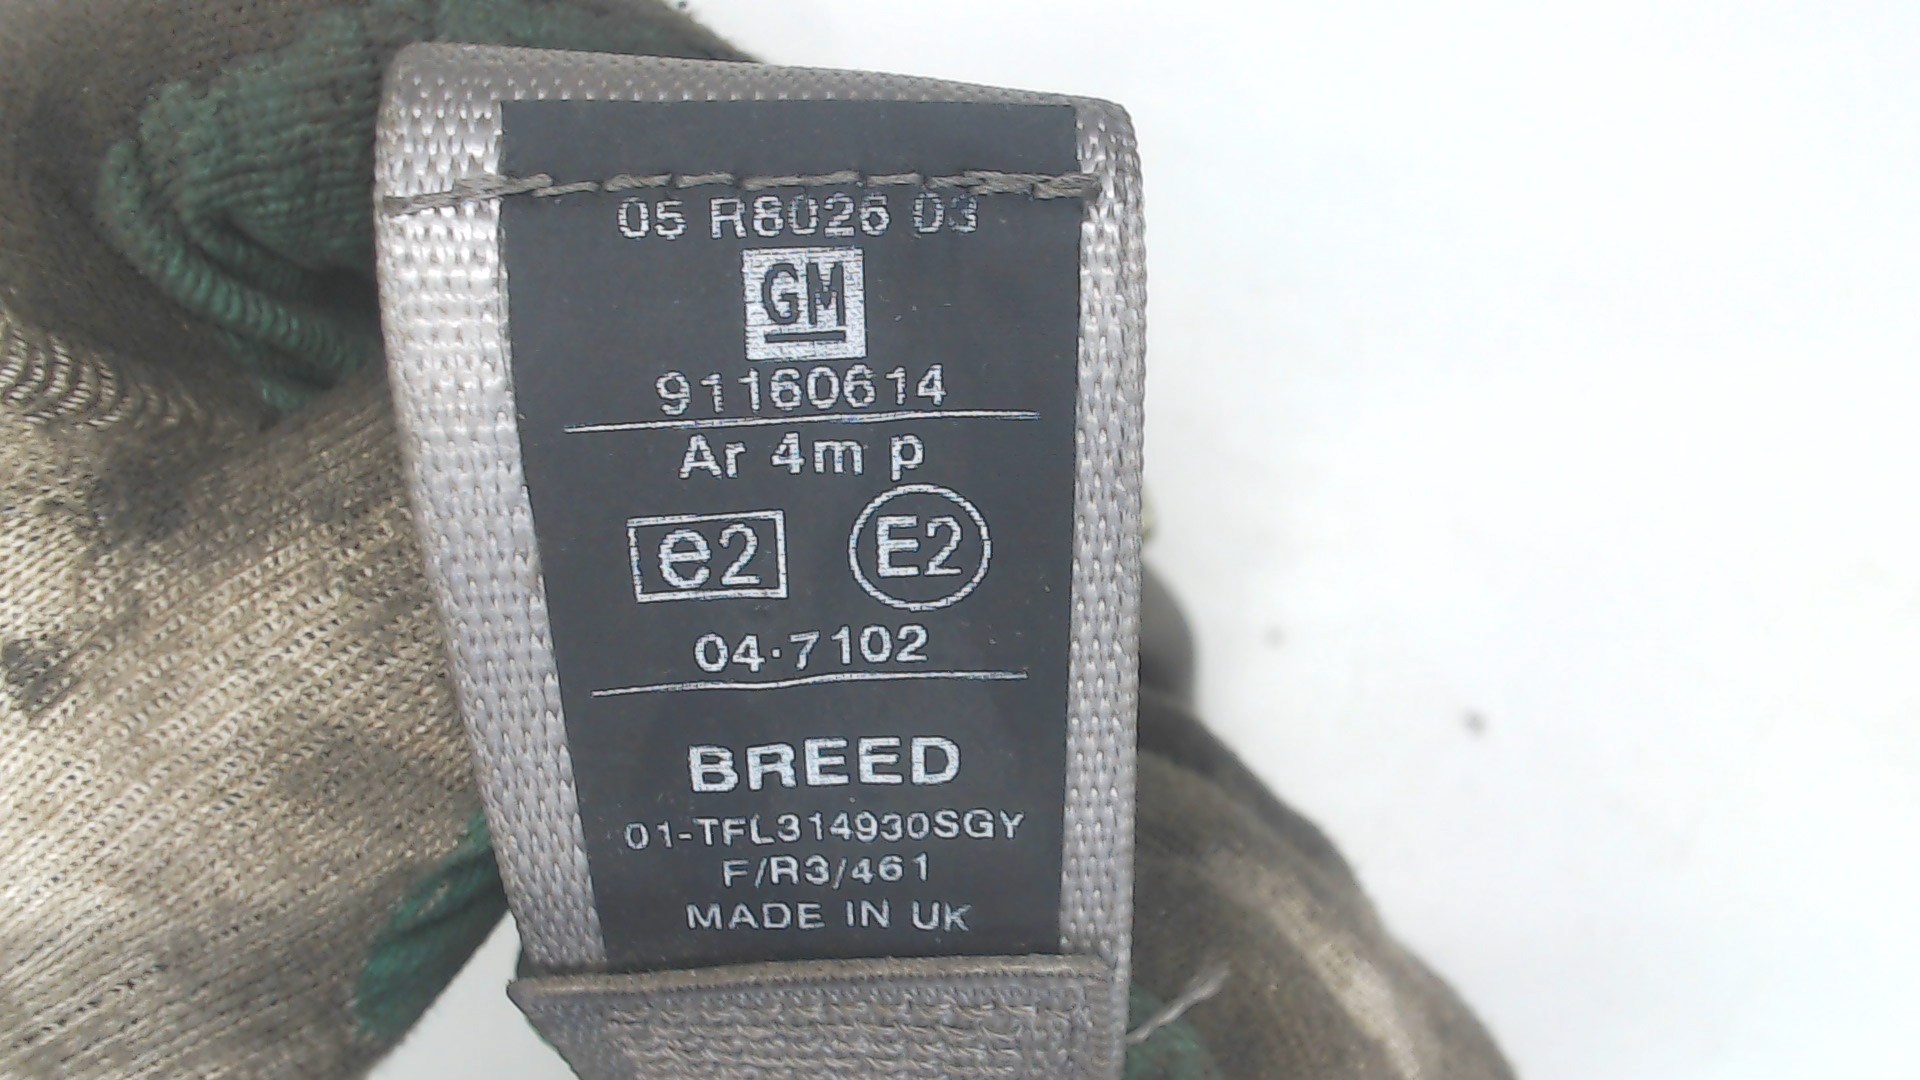 05 R8026 03
GM
91160614
Ar 4m p
e2 E2
04·7102
BREED
01-TFL314930SGY
F/R3/461
MADE IN UK